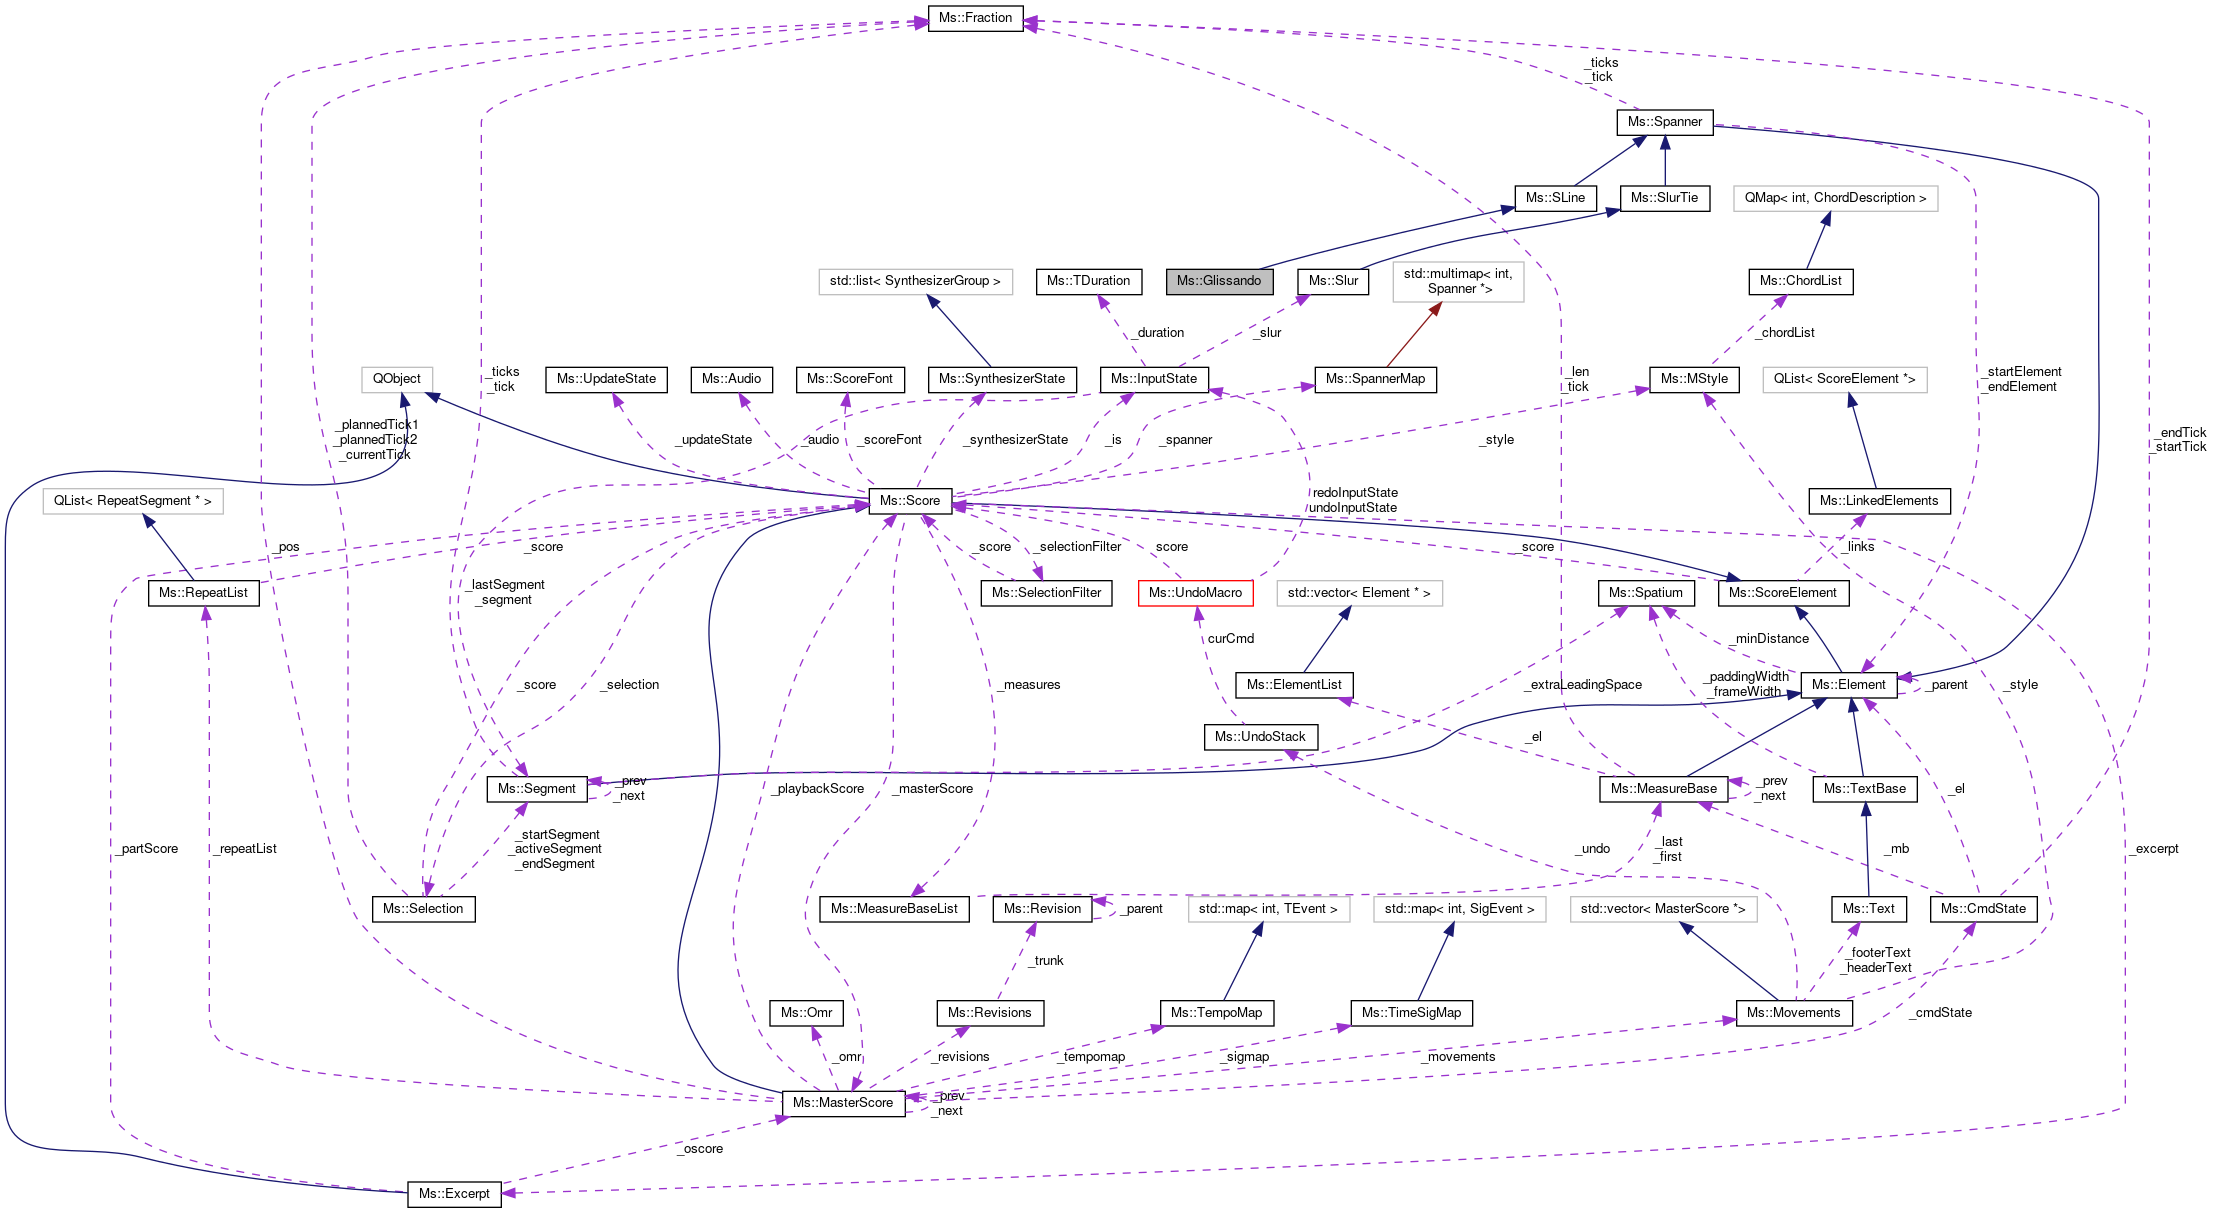 Ms::Fraction
_ticks
_tick
Ms::Spanner
Ms::SLine
Ms::SlurTie
QMap< int, ChordDescription >
std::list< SynthesizerGroup >
Ms::TDuration
Ms::Glissando
Ms::Slur
std::multimap< int,
Spanner *>
Ms::ChordList
_duration
_slur
_chordList
QObject
Ms::UpdateState
Ms::Audio
Ms::ScoreFont
Ms::SynthesizerState
Ms::InputState
Ms::SpannerMap
Ms::MStyle
QList< ScoreElement *>
_ticks
_tick
_len
_tick
_startElement
_endElement
_plannedTick1
_plannedTick2
_currentTick
_updateState
_audio
_scoreFont
_synthesizerState
_is
_spanner
_style
_endTick
_startTick
QList< RepeatSegment * >
Ms::Score
redoInputState
undoInputState
Ms::LinkedElements
_pos
_score
_score
_selectionFilter
score
_score
_links
_lastSegment
_segment
Ms::RepeatList
Ms::SelectionFilter
Ms::UndoMacro
std::vector< Element * >
Ms::Spatium
Ms::ScoreElement
curCmd
_minDistance
_score
_selection
_measures
Ms::ElementList
_extraLeadingSpace
_paddingWidth
_frameWidth
Ms::Element
_parent
_style
Ms::UndoStack
_el
Ms::Segment
_prev
_next
_playbackScore
_masterScore
Ms::MeasureBase
_prev
_next
Ms::TextBase
_el
_partScore
_repeatList
_startSegment
_activeSegment
_endSegment
_undo
_last
_first
_mb
_excerpt
Ms::Selection
Ms::MeasureBaseList
Ms::Revision
_parent
std::map< int, TEvent >
std::map< int, SigEvent >
std::vector< MasterScore *>
Ms::Text
Ms::CmdState
_trunk
_footerText
_headerText
Ms::Omr
Ms::Revisions
Ms::TempoMap
Ms::TimeSigMap
Ms::Movements
_cmdState
_omr
_revisions
_tempomap
_sigmap
_movements
Ms::MasterScore
_prev
_next
_oscore
Ms::Excerpt